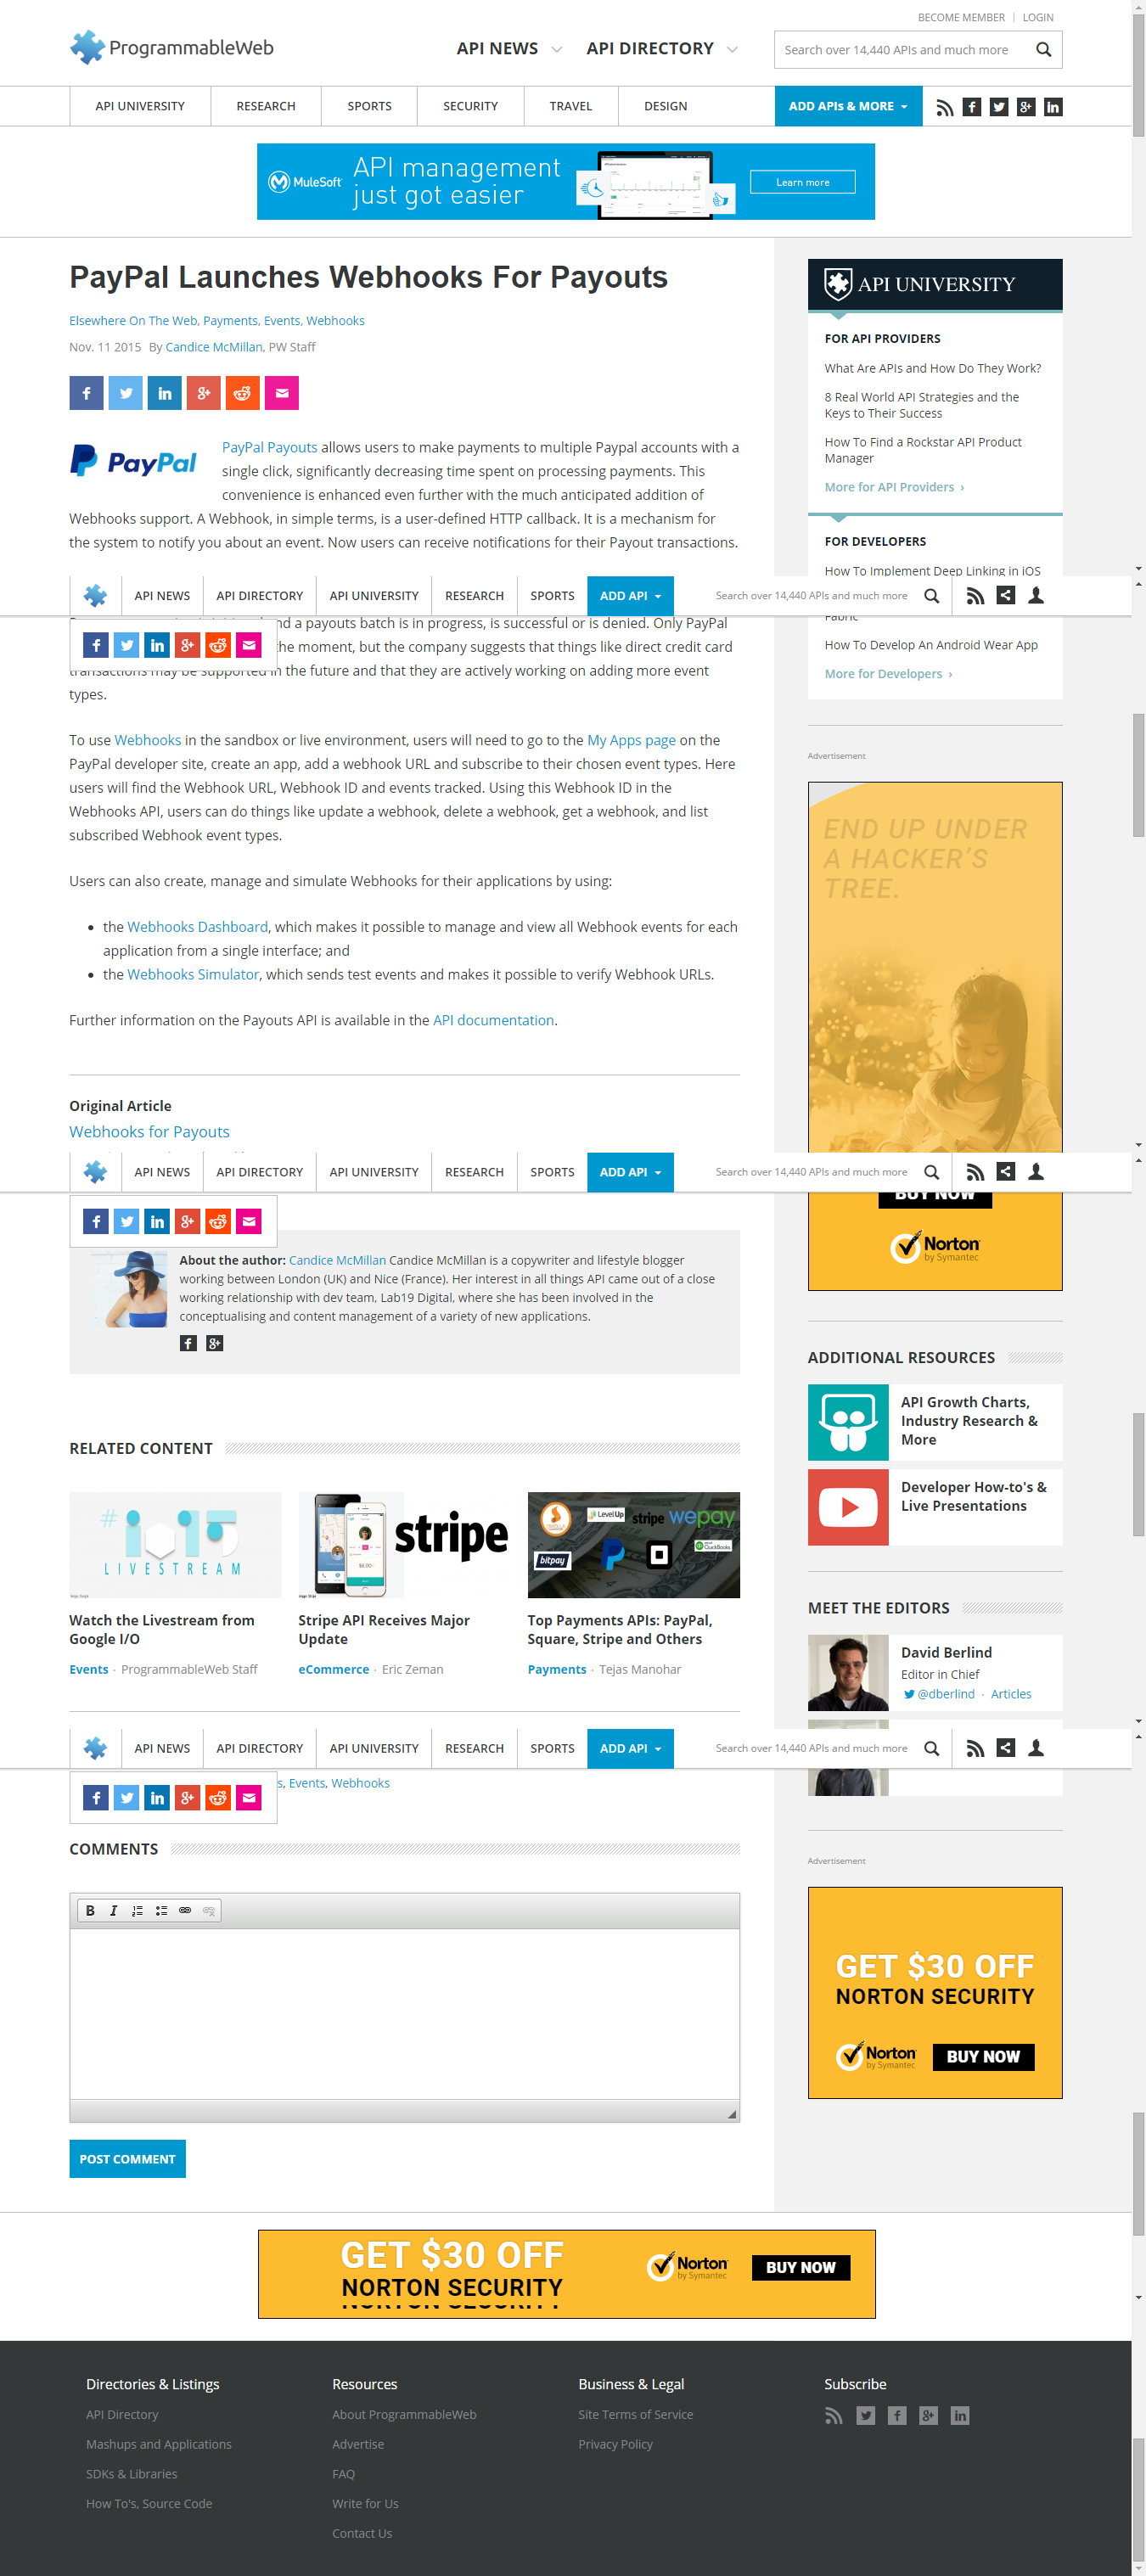 BECOME MEMBER | LOGIN
ProgrammableWeb
API NEWS
API DIRECTORY
Search over 14,440 APIs and much more
API UNIVERSITY
RESEARCH
SPORTS
SECURITY
TRAVEL
DESIGN
ADD APIs & MORE
MuleSoft
API management
just got easier
Learn more
PayPal Launches Webhooks For Payouts
Elsewhere On The Web, Payments, Events, Webhooks
Nov. 11 2015 By Candice McMillan, PW Staff
PayPal
PayPal Payouts allows users to make payments to multiple Paypal accounts with a
single click, significantly decreasing time spent on processing payments. This
convenience is enhanced even further with the much anticipated addition of
Webhooks support. A Webhook, in simple terms, is a user-defined HTTP callback. It is a mechanism for
the system to notify you about an event. Now users can receive notifications for their Payout transactions.
API UNIVERSITY
FOR API PROVIDERS
What Are APIs and How Do They Work?
8 Real World API Strategies and the
Keys to Their Success
How To Find a Rockstar API Product
Manager
More for API Providers ›
FOR DEVELOPERS
How To Implement Deep Linking in iOS
API NEWS
API DIRECTORY
API UNIVERSITY
RESEARCH
SPORTS
ADD API
Search over 14,440 APIs and much more
nd a payouts batch is in progress, is successful or is denied. Only PayPal
the moment, but the company suggests that things like direct credit card
transactions may be supported in the future and that they are actively working on adding more event
types.
Fabric
How To Develop An Android Wear App
More for Developers ›
To use Webhooks in the sandbox or live environment, users will need to go to the My Apps page on the
PayPal developer site, create an app, add a webhook URL and subscribe to their chosen event types. Here
users will find the Webhook URL, Webhook ID and events tracked. Using this Webhook ID in the
Webhooks API, users can do things like update a webhook, delete a webhook, get a webhook, and list
subscribed Webhook event types.
Users can also create, manage and simulate Webhooks for their applications by using:
• the Webhooks Dashboard, which makes it possible to manage and view all Webhook events for each
application from a single interface; and
• the Webhooks Simulator, which sends test events and makes it possible to verify Webhook URLs.
Further information on the Payouts API is available in the API documentation.
Original Article
Webhooks for Payouts
Advertisement
END UP UNDER
A HACKER'S
TREE.
API NEWS
API DIRECTORY
API UNIVERSITY
RESEARCH
SPORTS
ADD API
Search over 14,440 APIs and much more
BUY NOW
Norton
by Symantec
About the author: Candice McMillan Candice McMillan is a copywriter and lifestyle blogger
working between London (UK) and Nice (France). Her interest in all things API came out of a close
working relationship with dev team, Lab19 Digital, where she has been involved in the
conceptualising and content management of a variety of new applications.
RELATED CONTENT
#io15
LIVESTREAM
stripe
LevelUp
stripe
wepay
bitpay
QuickBooks
Watch the Livestream from
Google I/O
Events · ProgrammableWeb Staff
Stripe API Receives Major
Update
eCommerce · Eric Zeman
Top Payments APIs: PayPal,
Square, Stripe and Others
Payments · Tejas Manohar
ADDITIONAL RESOURCES
API Growth Charts,
Industry Research &
More
Developer How-to's &
Live Presentations
MEET THE EDITORS
David Berlind
Editor in Chief
@dberlind · Articles
API NEWS
API DIRECTORY
API UNIVERSITY
RESEARCH
SPORTS
ADD API
Search over 14,440 APIs and much more
s, Events, Webhooks
COMMENTS
B I
POST COMMENT
Advertisement
GET $30 OFF
NORTON SECURITY
Norton
by Symantec
BUY NOW
GET $30 OFF
NORTON SECURITY
NORTON SECURITY
Norton
by Symantec
BUY NOW
Directories & Listings
API Directory
Mashups and Applications
SDKs & Libraries
How To's, Source Code
Resources
About ProgrammableWeb
Advertise
FAQ
Write for Us
Contact Us
Business & Legal
Site Terms of Service
Privacy Policy
Subscribe